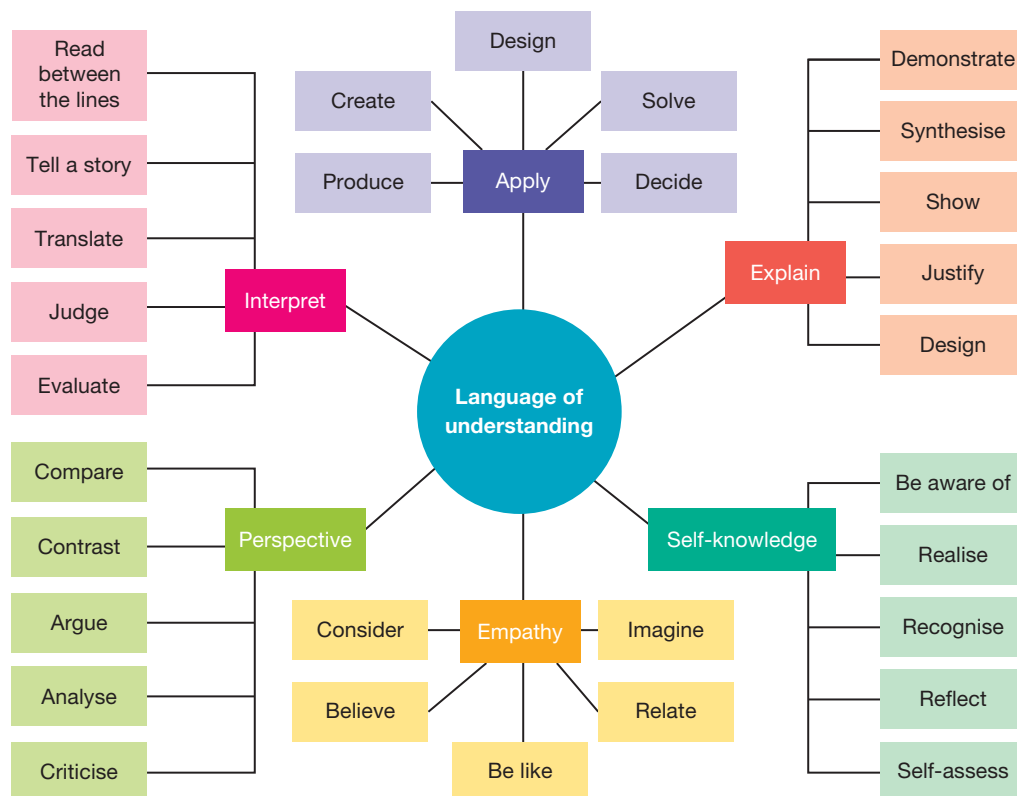 Language of
understanding
Apply
Produce
Create
Design
Solve
Decide
Explain
Demonstrate
Synthesise
Show
Justify
Design
Self-knowledge
Be aware of
Realise
Recognise
Reflect
Self-assess
Empathy
Imagine
Relate
Be like
Believe
Consider
Perspective
Compare
Contrast
Argue
Analyse
Criticise
Interpret
Read
between
the lines
Tell a story
Translate
Judge
Evaluate